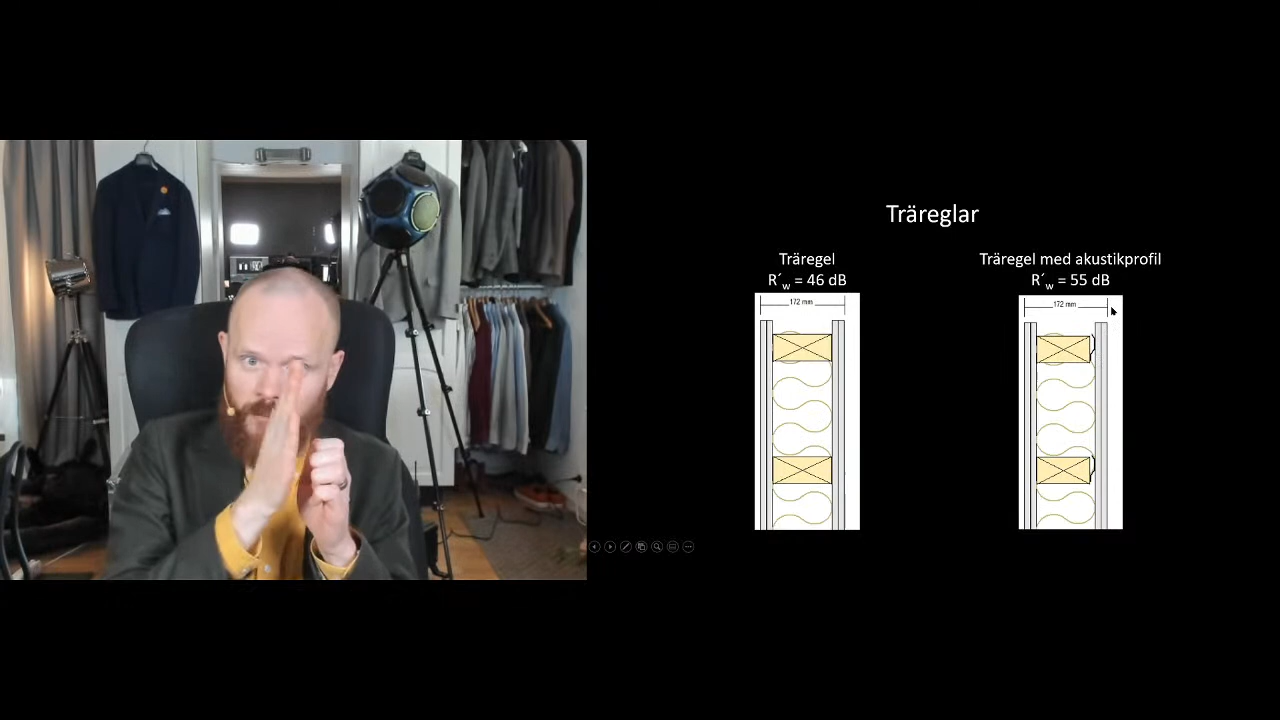 Träreglar
Träregel
R´w = 46 dB
172 mm
Träregel med akustikprofil
R´w = 55 dB
172 mm